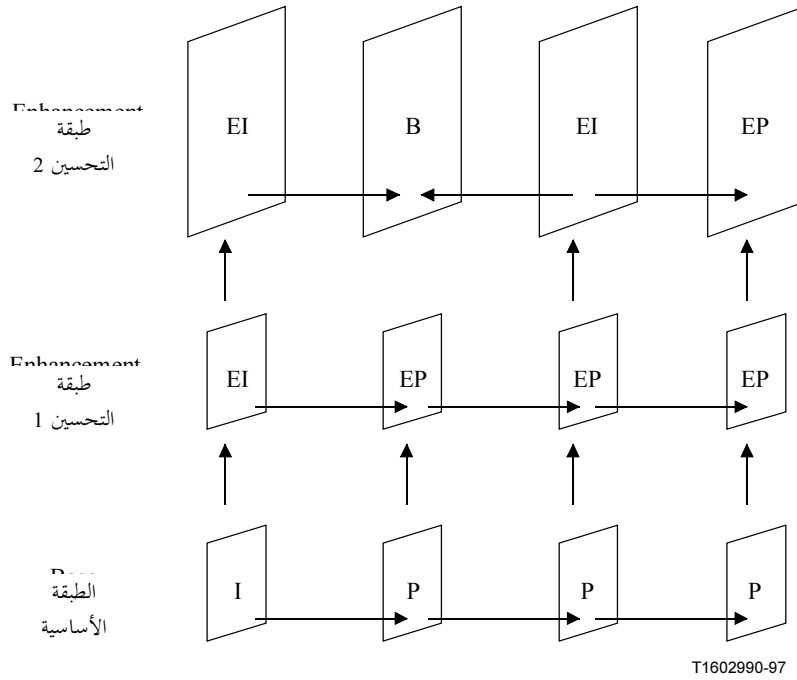 EI B EI EP
طبقة
التحسين 2
EI EP EP EP
طبقة
التحسين 1
I P P P
الطبقة
الأساسية
T1602990-97